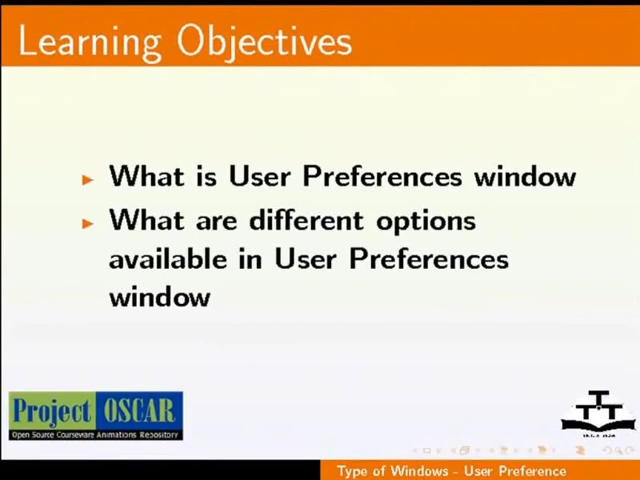 Learning Objectives
What is User Preferences window
What are different options
available in User Preferences
window
Project OSCAR
Open Source Courseware Animations Repository
Type of Windows - User Preference